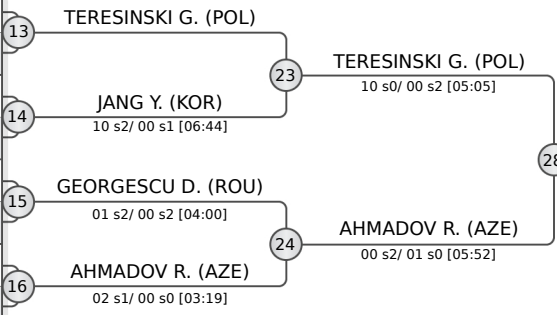 TERESINSKI G. (POL)
13
TERESINSKI G. (POL)
23
10 s0/ 00 s2 [05:05]
JANG Y. (KOR)
14
10 s2/ 00 s1 [06:44]
28
GEORGESCU D. (ROU)
15
01 s2/ 00 s2 [04:00]
AHMADOV R. (AZE)
24
00 s2/ 01 s0 [05:52]
AHMADOV R. (AZE)
16
02 s1/ 00 s0 [03:19]